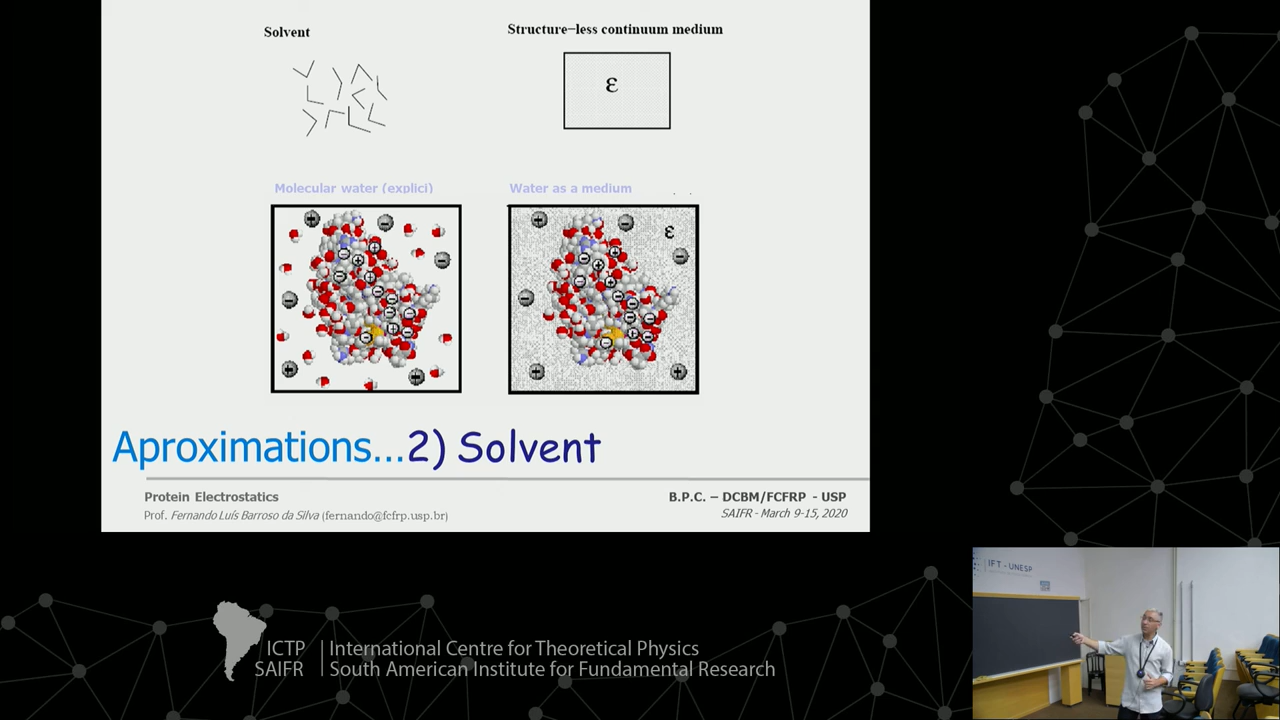 Solvent
Structure−less continuum medium
ε
Molecular water (explici)
Water as a medium
ε
Aproximations...2) Solvent
Protein Electrostatics
Prof. Fernando Luís Barroso da Silva (fernando@fcfrp.usp.br)
B.P.C. – DCBM/FCFRP - USP
SAIFR - March 9-15, 2020
IFT - UNESP
ICTP
SAIFR
International Centre for Theoretical Physics
South American Institute for Fundamental Research